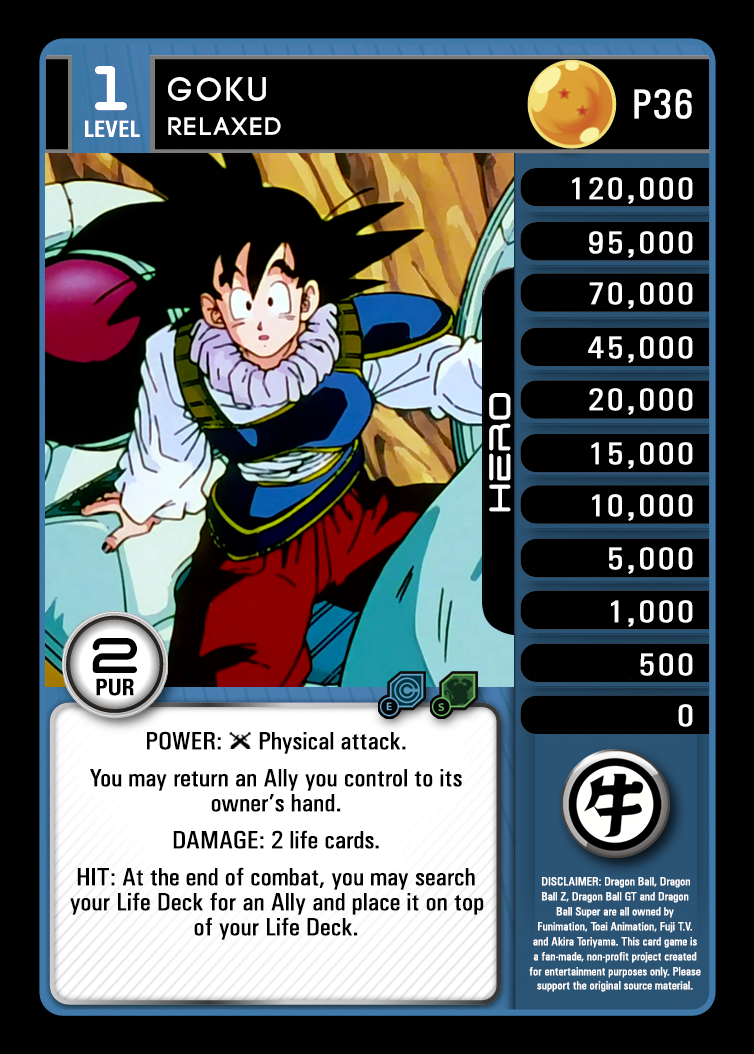 1
LEVEL
GOKU
RELAXED
P36
120,000
95,000
70,000
45,000
20,000
15,000
10,000
5,000
1,000
500
0
HERO
2
PUR
E
S
POWER: Physical attack.
You may return an Ally you control to its
owner's hand.
DAMAGE: 2 life cards.
HIT: At the end of combat, you may search
your Life Deck for an Ally and place it on top
of your Life Deck.
牛
DISCLAIMER: Dragon Ball, Dragon
Ball Z, Dragon Ball GT and Dragon
Ball Super are all owned by
Funimation, Toei Animation, Fuji T.V.
and Akira Toriyama. This card game is
a fan-made, non-profit project created
for entertainment purposes only. Please
support the original source material.